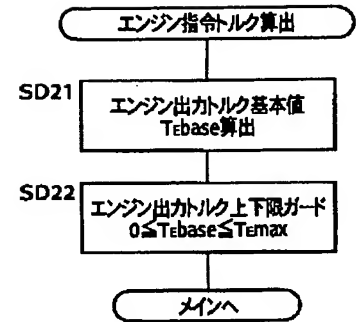 エンジン指令トルク算出
SD21
エンジン出力トルク基本値
TEbase算出
SD22
エンジン出力トルク上下限ガード
0≦TEbase≦TEmax
メインへ